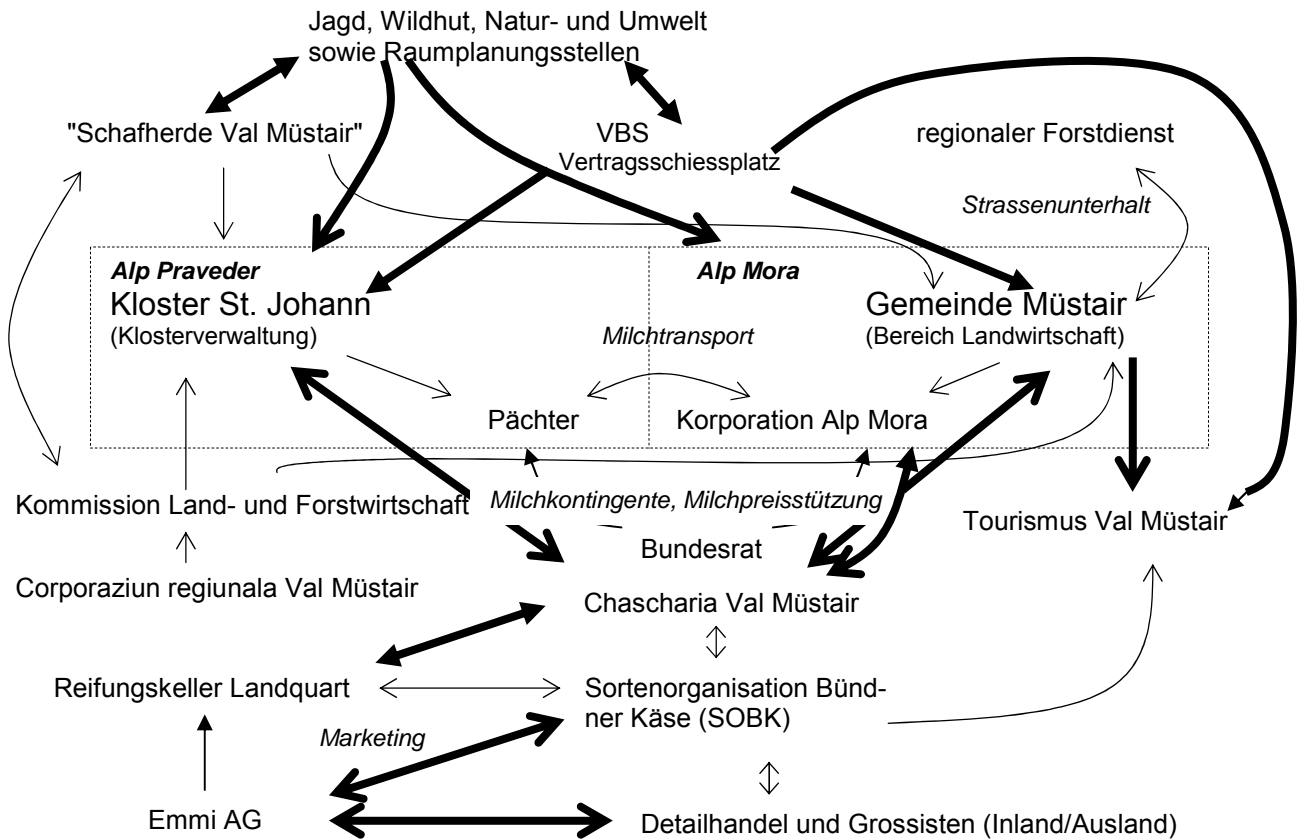 Jagd, Wildhut, Natur- und Umwelt
sowie Raumplanungsstellen
"Schafherde Val Müstair"
VBS
Vertragsschiessplatz
regionaler Forstdienst
Strassenunterhalt
Alp Praveder
Kloster St. Johann
(Klosterverwaltung)
Alp Mora
Gemeinde Müstair
(Bereich Landwirtschaft)
Milchtransport
Pächter
Korporation Alp Mora
Kommission Land- und Forstwirtschaft
Milchkontingente, Milchpreisstützung
Tourismus Val Müstair
Bundesrat
Corporaziun regiunala Val Müstair
Chascharia Val Müstair
Reifungskeller Landquart
Sortenorganisation Bünd-
ner Käse (SOBK)
Marketing
Emmi AG
Detailhandel und Grossisten (Inland/Ausland)